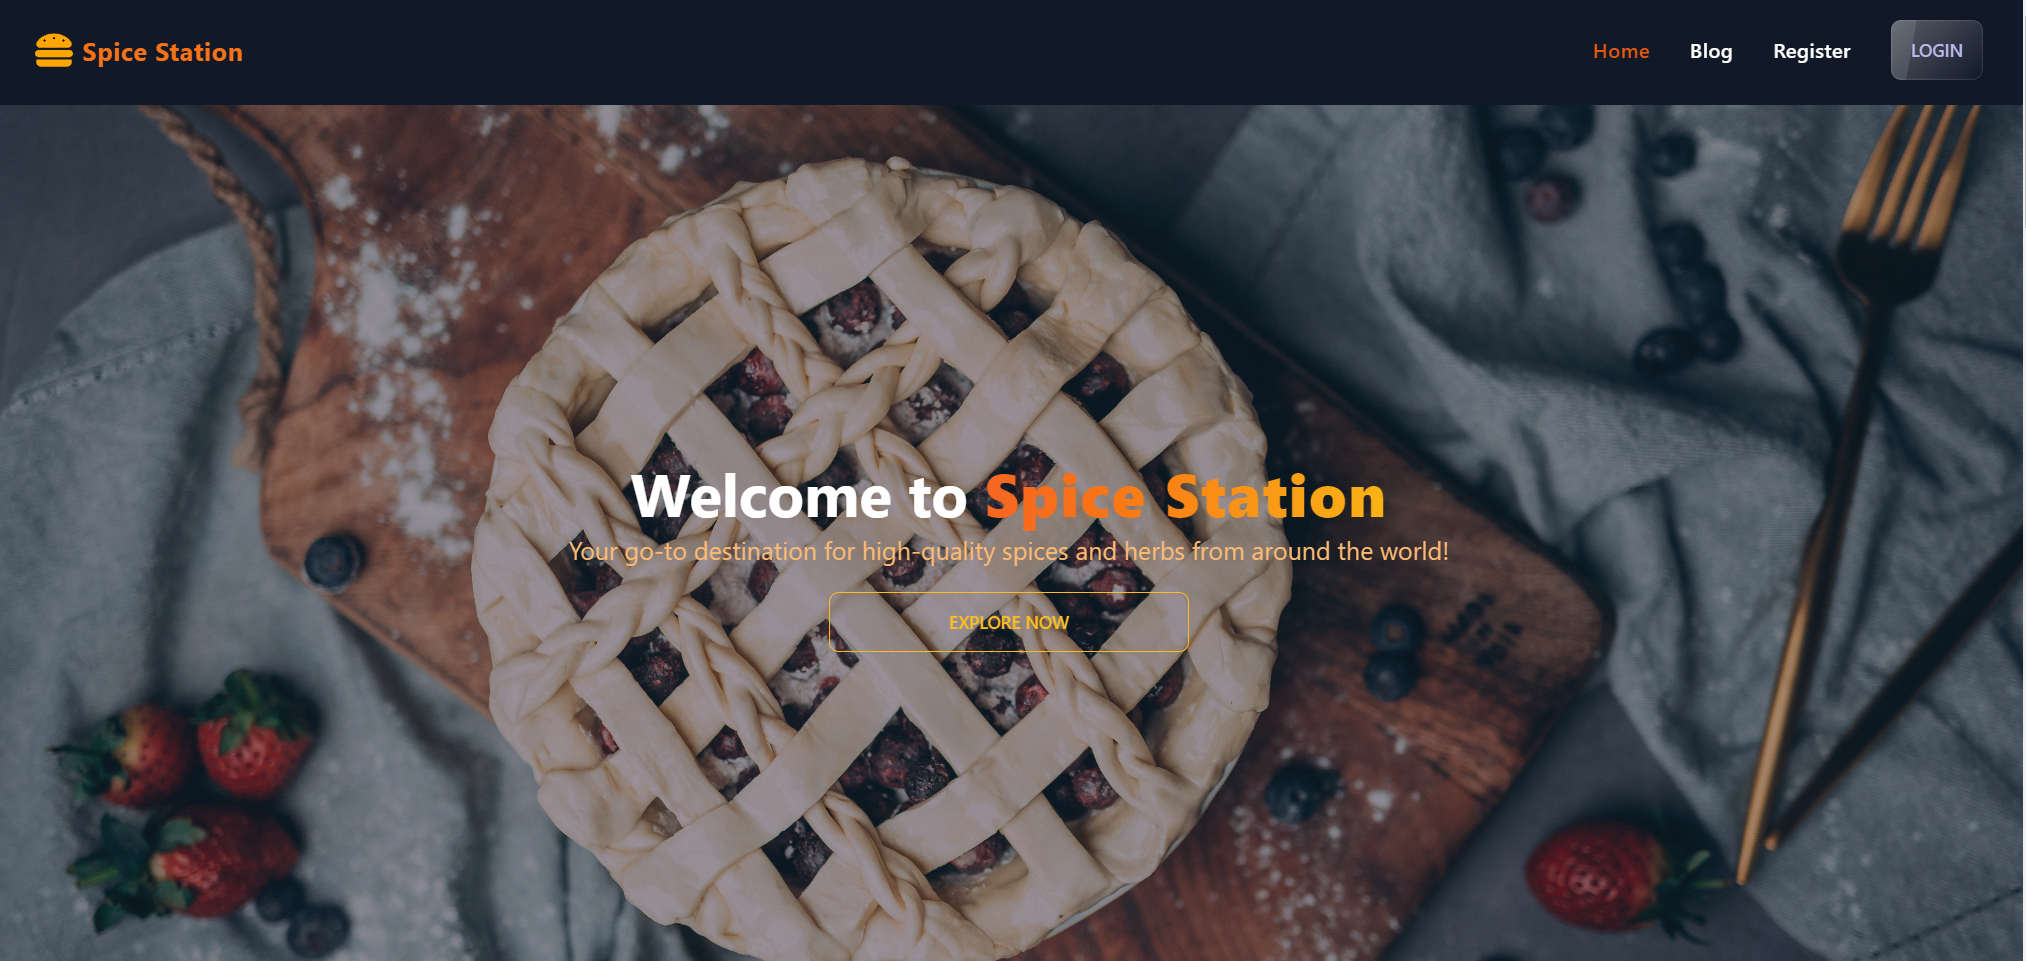 Spice Station
Home Blog Register LOGIN
Welcome to Spice Station
Your go-to destination for high-quality spices and herbs from around the world!
EXPLORE NOW